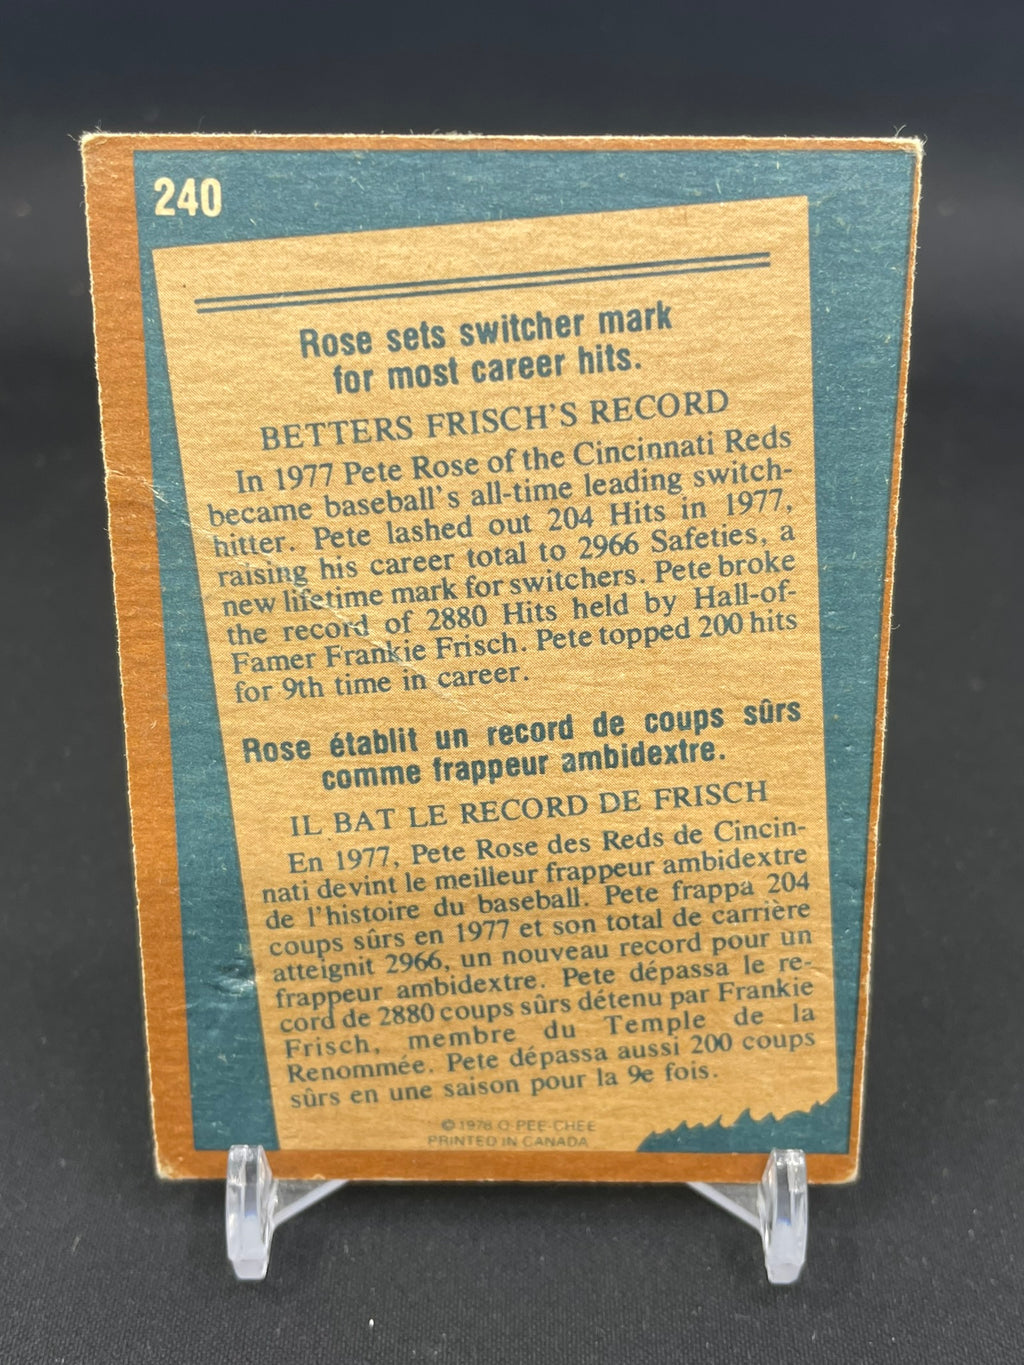 240
Rose sets switcher mark
for most career hits.
BETTERS FRISCH'S RECORD
In 1977 Pete Rose of the Cincinnati Reds
became baseball's all-time leading switch-
hitter. Pete lashed out 204 Hits in 1977,
raising his career total to 2966 Safeties, a
new lifetime mark for switchers. Pete broke
the record of 2880 Hits held by Hall-of-
Famer Frankie Frisch. Pete topped 200 hits
for 9th time in career.
Rose établit un record de coups sûrs
comme frappeur ambidextre.
IL BAT LE RECORD DE FRISCH
En 1977, Pete Rose des Reds de Cincin-
nati devint le meilleur frappeur ambidextre
de l'histoire du baseball. Pete frappa 204
coups sûrs en 1977 et son total de carrière
atteignit 2966, un nouveau record pour un
frappeur ambidextre. Pete dépassa le re-
cord de 2880 coups sûrs détenu par Frankie
Frisch, membre du Temple de la
Renommée. Pete dépassa aussi 200 coups
sûrs en une saison pour la 9e fois.
© 1978 O-PEE-CHEE
PRINTED IN CANADA